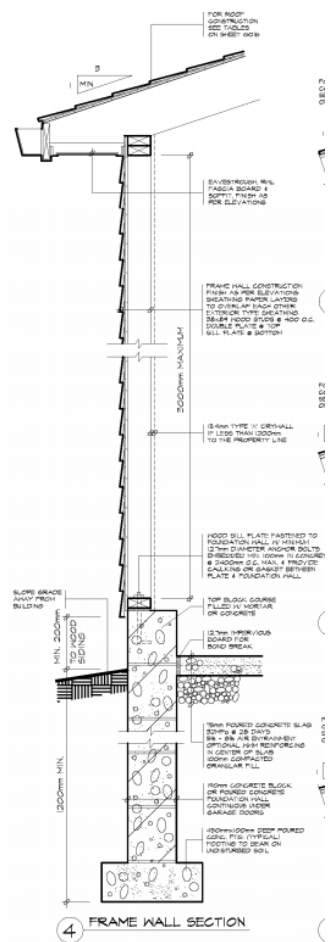 FOR ROOF
CONSTRUCTION
SEE TABLES
ON SHEET
3
1
MIN.
EAVESTROUGH, RWL
FASCIA BOARD &
SOFFIT, FINISH AS
PER ELEVATIONS
FRAME WALL CONSTRUCTION
FINISH AS PER ELEVATIONS
SHEATHING PAPER LAYERS
TO OVERLAP EACH OTHER
EXTERIOR TYPE SHEATHING
38x89 WOOD STUDS @ 400 O.C.
DOUBLE PLATE @ TOP
SILL PLATE @ BOTTOM
3000mm MAXIMUM
15.9mm TYPE 'X' DRYWALL
IF LESS THAN 1200mm
TO THE PROPERTY LINE
WOOD SILL PLATE FASTENED TO
FOUNDATION WALL W/ MINIMUM
12.7mm DIAMETER ANCHOR BOLTS
EMBEDDED MIN. 100mm IN CONCRETE
@ 2400mm O.C. MAX. & PROVIDE
CAULKING OR GASKET BETWEEN
PLATE & FOUNDATION WALL
SLOPE GRADE
AWAY FROM
BUILDING
MIN. 200mm
TO WOOD
SIDING
TOP BLOCK COURSE
FILLED W/ MORTAR
OR CONCRETE
12.7mm IMPERVIOUS
BOARD FOR
BOND BREAK
75mm POURED CONCRETE SLAB
32MPa @ 28 DAYS
5% - 8% AIR ENTRAINMENT
OPTIONAL WWM REINFORCING
IN CENTER OF SLAB
100mm COMPACTED
GRANULAR FILL
1200mm MIN.
190mm CONCRETE BLOCK
OR POURED CONCRETE
FOUNDATION WALL
CONTINUOUS UNDER
GARAGE DOORS
450mmx100mm DEEP POURED
CONC. FTG. (TYPICAL)
FOOTING TO BEAR ON
UNDISTURBED SOIL
4 FRAME WALL SECTION